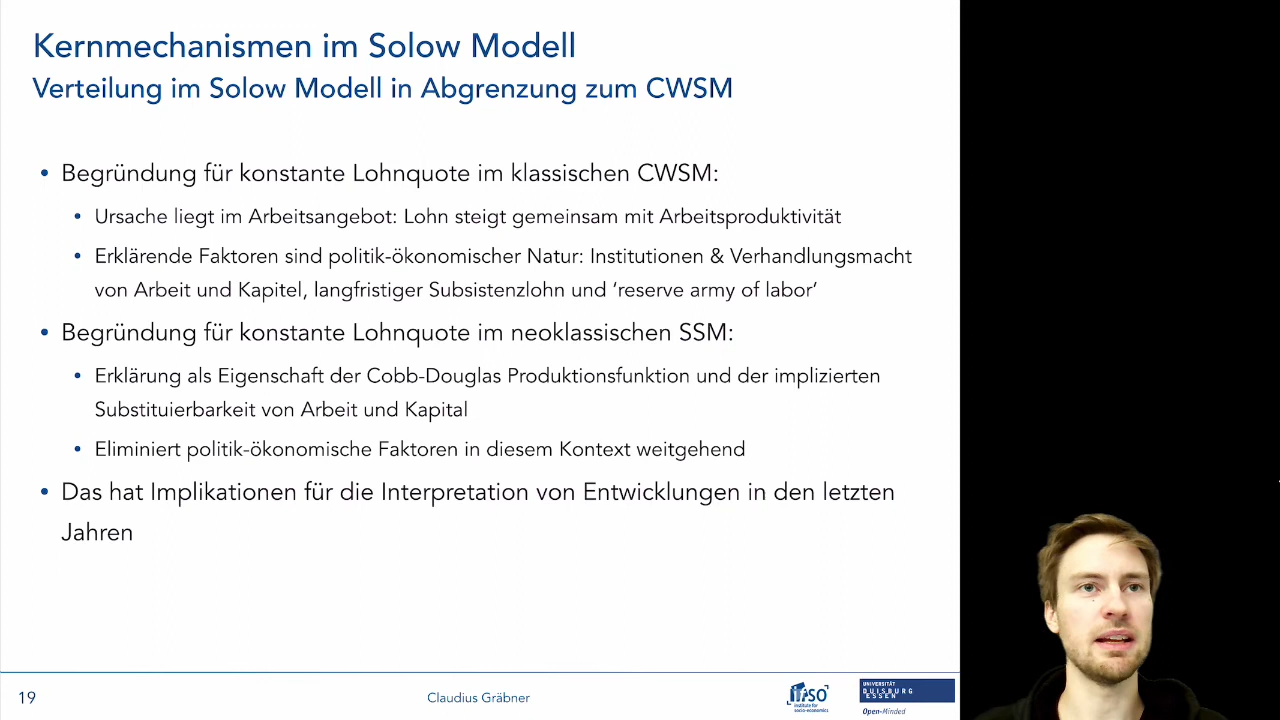 Kernmechanismen im Solow Modell
Verteilung im Solow Modell in Abgrenzung zum CWSM
• Begründung für konstante Lohnquote im klassischen CWSM:
• Ursache liegt im Arbeitsangebot: Lohn steigt gemeinsam mit Arbeitsproduktivität
• Erklärende Faktoren sind politik-ökonomischer Natur: Institutionen & Verhandlungsmacht
von Arbeit und Kapitel, langfristiger Subsistenzlohn und ‘reserve army of labor’
• Begründung für konstante Lohnquote im neoklassischen SSM:
• Erklärung als Eigenschaft der Cobb-Douglas Produktionsfunktion und der implizierten
Substituierbarkeit von Arbeit und Kapital
• Eliminiert politik-ökonomische Faktoren in diesem Kontext weitgehend
• Das hat Implikationen für die Interpretation von Entwicklungen in den letzten
Jahren
19
Claudius Gräbner
ifso
institute for
socio-economics
UNIVERSITÄT
DUISBURG
ESSEN
Open-Minded